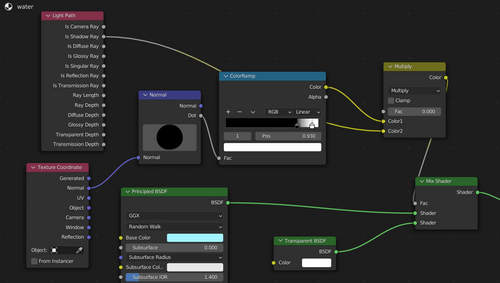 water
Light Path
Is Camera Ray
Is Shadow Ray
Is Diffuse Ray
Is Glossy Ray
Is Singular Ray
Is Reflection Ray
Is Transmission Ray
Ray Length
Ray Depth
Diffuse Depth
Glossy Depth
Transparent Depth
Transmission Depth
Normal
Normal
Dot
Normal
ColorRamp
Color
Alpha
RGB Linear
1 Pos 0.930
Fac
Multiply
Color
Multiply
Clamp
Fac 0.000
Color1
Color2
Texture Coordinate
Generated
Normal
UV
Object
Camera
Window
Reflection
Object:
From Instancer
Principled BSDF
BSDF
GGX
Random Walk
Base Color
Subsurface 0.000
Subsurface Radius
Subsurface Col...
Subsurface IOR 1.400
Transparent BSDF
BSDF
Color
Mix Shader
Shader
Fac
Shader
Shader